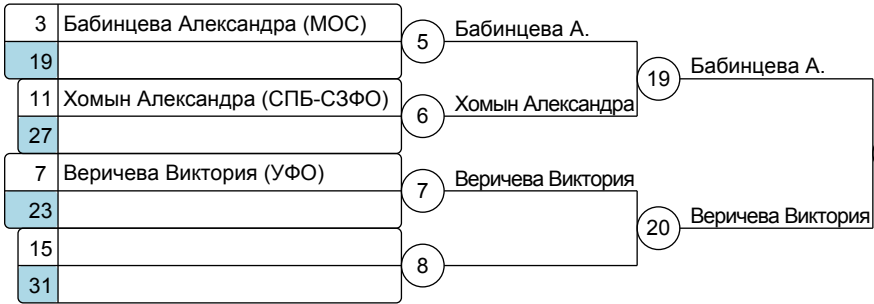 3 Бабинцева Александра (МОС)
19
5 Бабинцева А.
11 Хомын Александра (СПБ-СЗФО)
27
6 Хомын Александра
19 Бабинцева А.
7 Веричева Виктория (УФО)
23
7 Веричева Виктория
15
31
8
20 Веричева Виктория